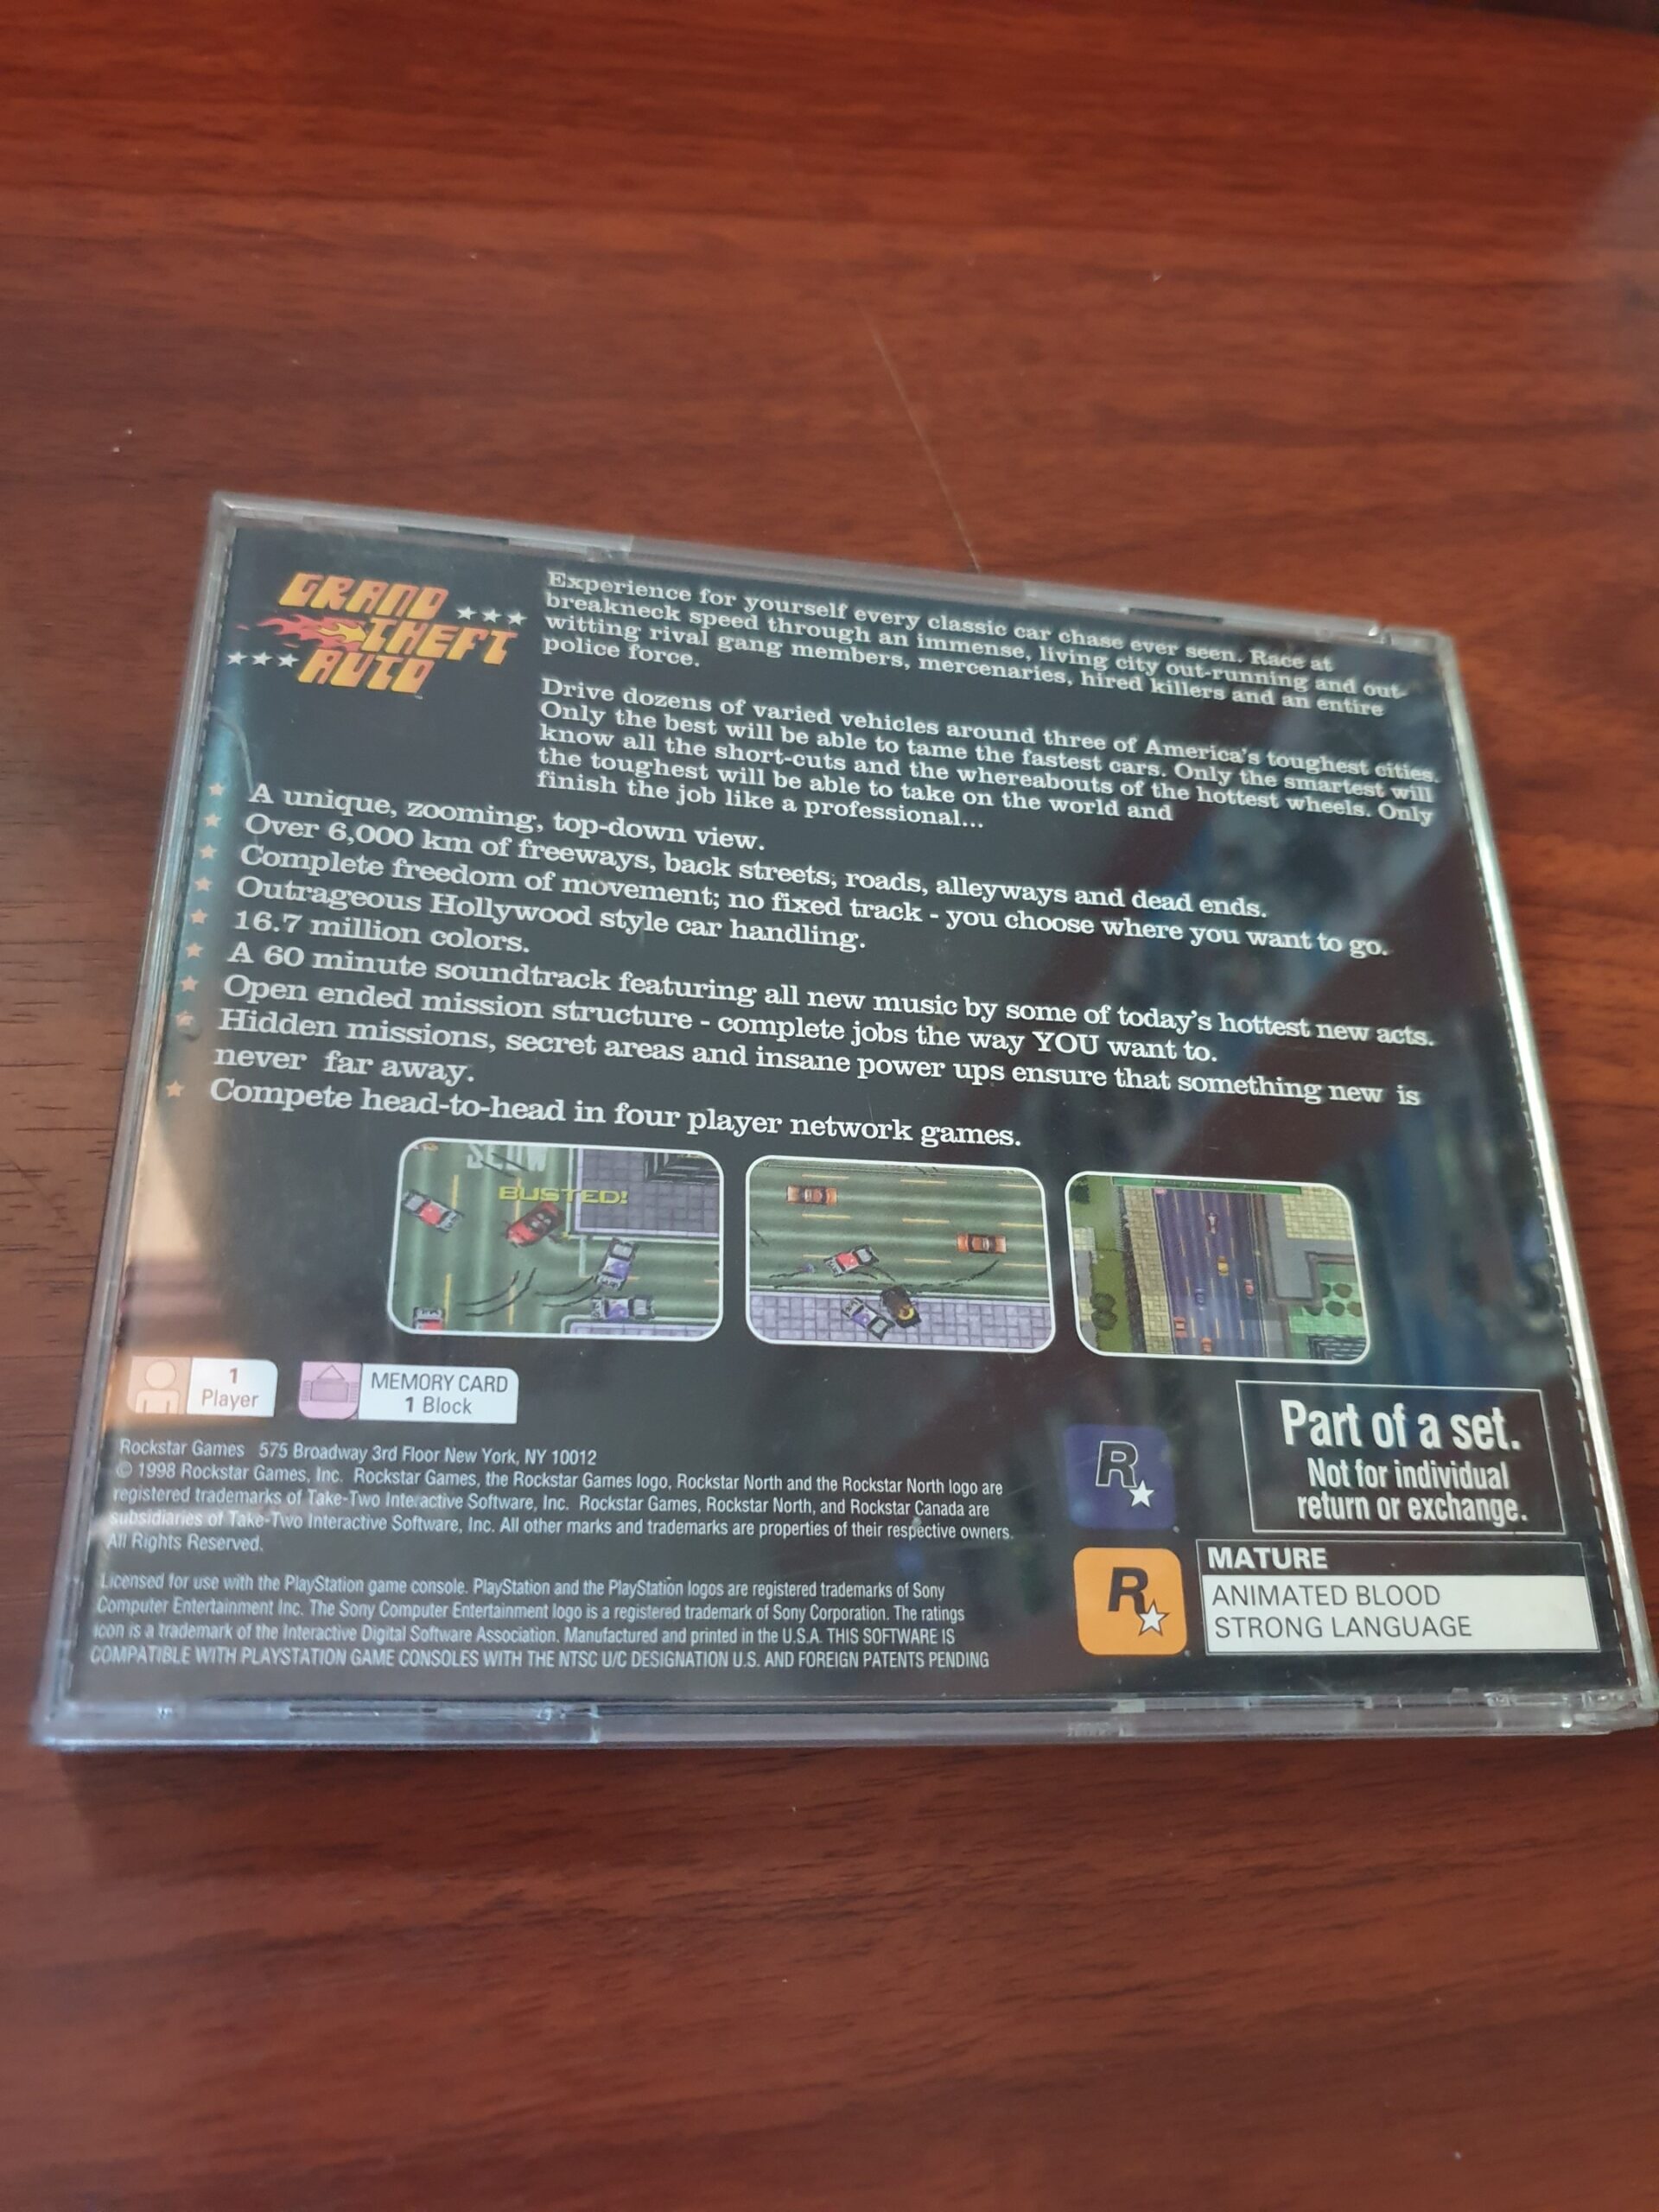 GRAND
THEFT
AUTO
Experience for yourself every classic car chase ever seen. Race at
breakneck speed through an immense, living city out-running and out-
witting rival gang members, mercenaries, hired killers and an entire
police force.
Drive dozens of varied vehicles around three of America's toughest cities.
Only the best will be able to tame the fastest cars. Only the smartest will
know all the short-cuts and the whereabouts of the hottest wheels. Only
the toughest will be able to take on the world and
finish the job like a professional...
A unique, zooming, top-down view.
Over 6,000 km of freeways, back streets, roads, alleyways and dead ends.
Complete freedom of movement; no fixed track - you choose where you want to go.
Outrageous Hollywood style car handling.
16.7 million colors.
A 60 minute soundtrack featuring all new music by some of today's hottest new acts.
Open ended mission structure - complete jobs the way YOU want to.
Hidden missions, secret areas and insane power ups ensure that something new is
never far away.
Compete head-to-head in four player network games.
SLOW
BUSTED!
1
Player
MEMORY CARD
1 Block
Rockstar Games 575 Broadway 3rd Floor New York, NY 10012
© 1998 Rockstar Games, Inc. Rockstar Games, the Rockstar Games logo, Rockstar North and the Rockstar North logo are
registered trademarks of Take-Two Interactive Software, Inc. Rockstar Games, Rockstar North, and Rockstar Canada are
subsidiaries of Take-Two Interactive Software, Inc. All other marks and trademarks are properties of their respective owners.
All Rights Reserved.
Licensed for use with the PlayStation game console. PlayStation and the PlayStation logos are registered trademarks of Sony
Computer Entertainment Inc. The Sony Computer Entertainment logo is a registered trademark of Sony Corporation. The ratings
icon is a trademark of the Interactive Digital Software Association. Manufactured and printed in the U.S.A. THIS SOFTWARE IS
COMPATIBLE WITH PLAYSTATION GAME CONSOLES WITH THE NTSC U/C DESIGNATION U.S. AND FOREIGN PATENTS PENDING
R
R
Part of a set.
Not for individual
return or exchange.
MATURE
ANIMATED BLOOD
STRONG LANGUAGE